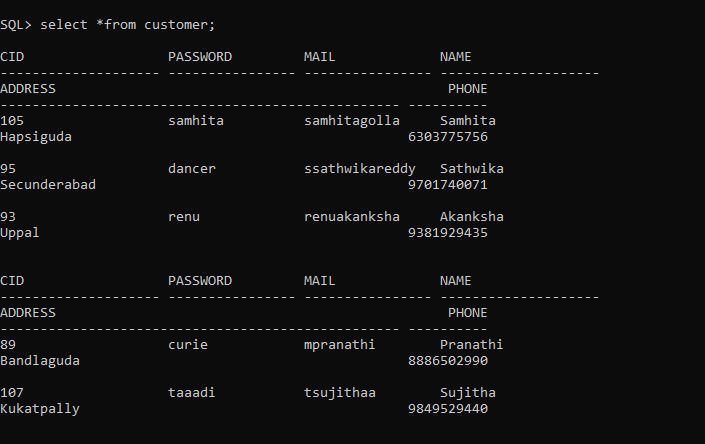 SQL> select *from customer;
CID                  PASSWORD         MAIL             NAME
-------------------- ---------------- ---------------- --------------------
ADDRESS                                                 PHONE
-------------------------------------------------- ----------
105                  samhita          samhitagolla     Samhita
Hapsiguda                                          6303775756
95                   dancer           ssathwikareddy   Sathwika
Secunderabad                                       9701740071
93                   renu             renuakanksha     Akanksha
Uppal                                              9381929435
CID                  PASSWORD         MAIL             NAME
-------------------- ---------------- ---------------- --------------------
ADDRESS                                                 PHONE
-------------------------------------------------- ----------
89                   curie            mpranathi        Pranathi
Bandlaguda                                         8886502990
107                  taaadi           tsujithaa        Sujitha
Kukatpally                                         9849529440